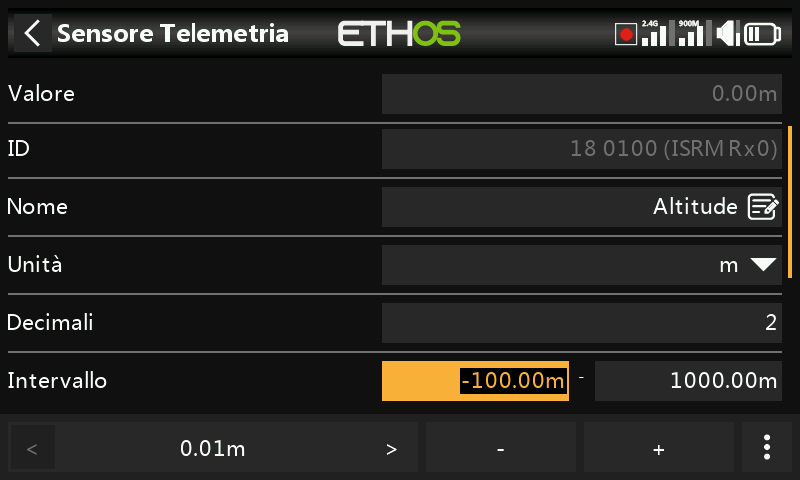 Sensore Telemetria ETHOS 2.4G 900M
Valore 0.00m
ID 18 0100 (ISRM Rx0)
Nome Altitude
Unità m
Decimali 2
Intervallo -100.00m - 1000.00m
< 0.01m > - +